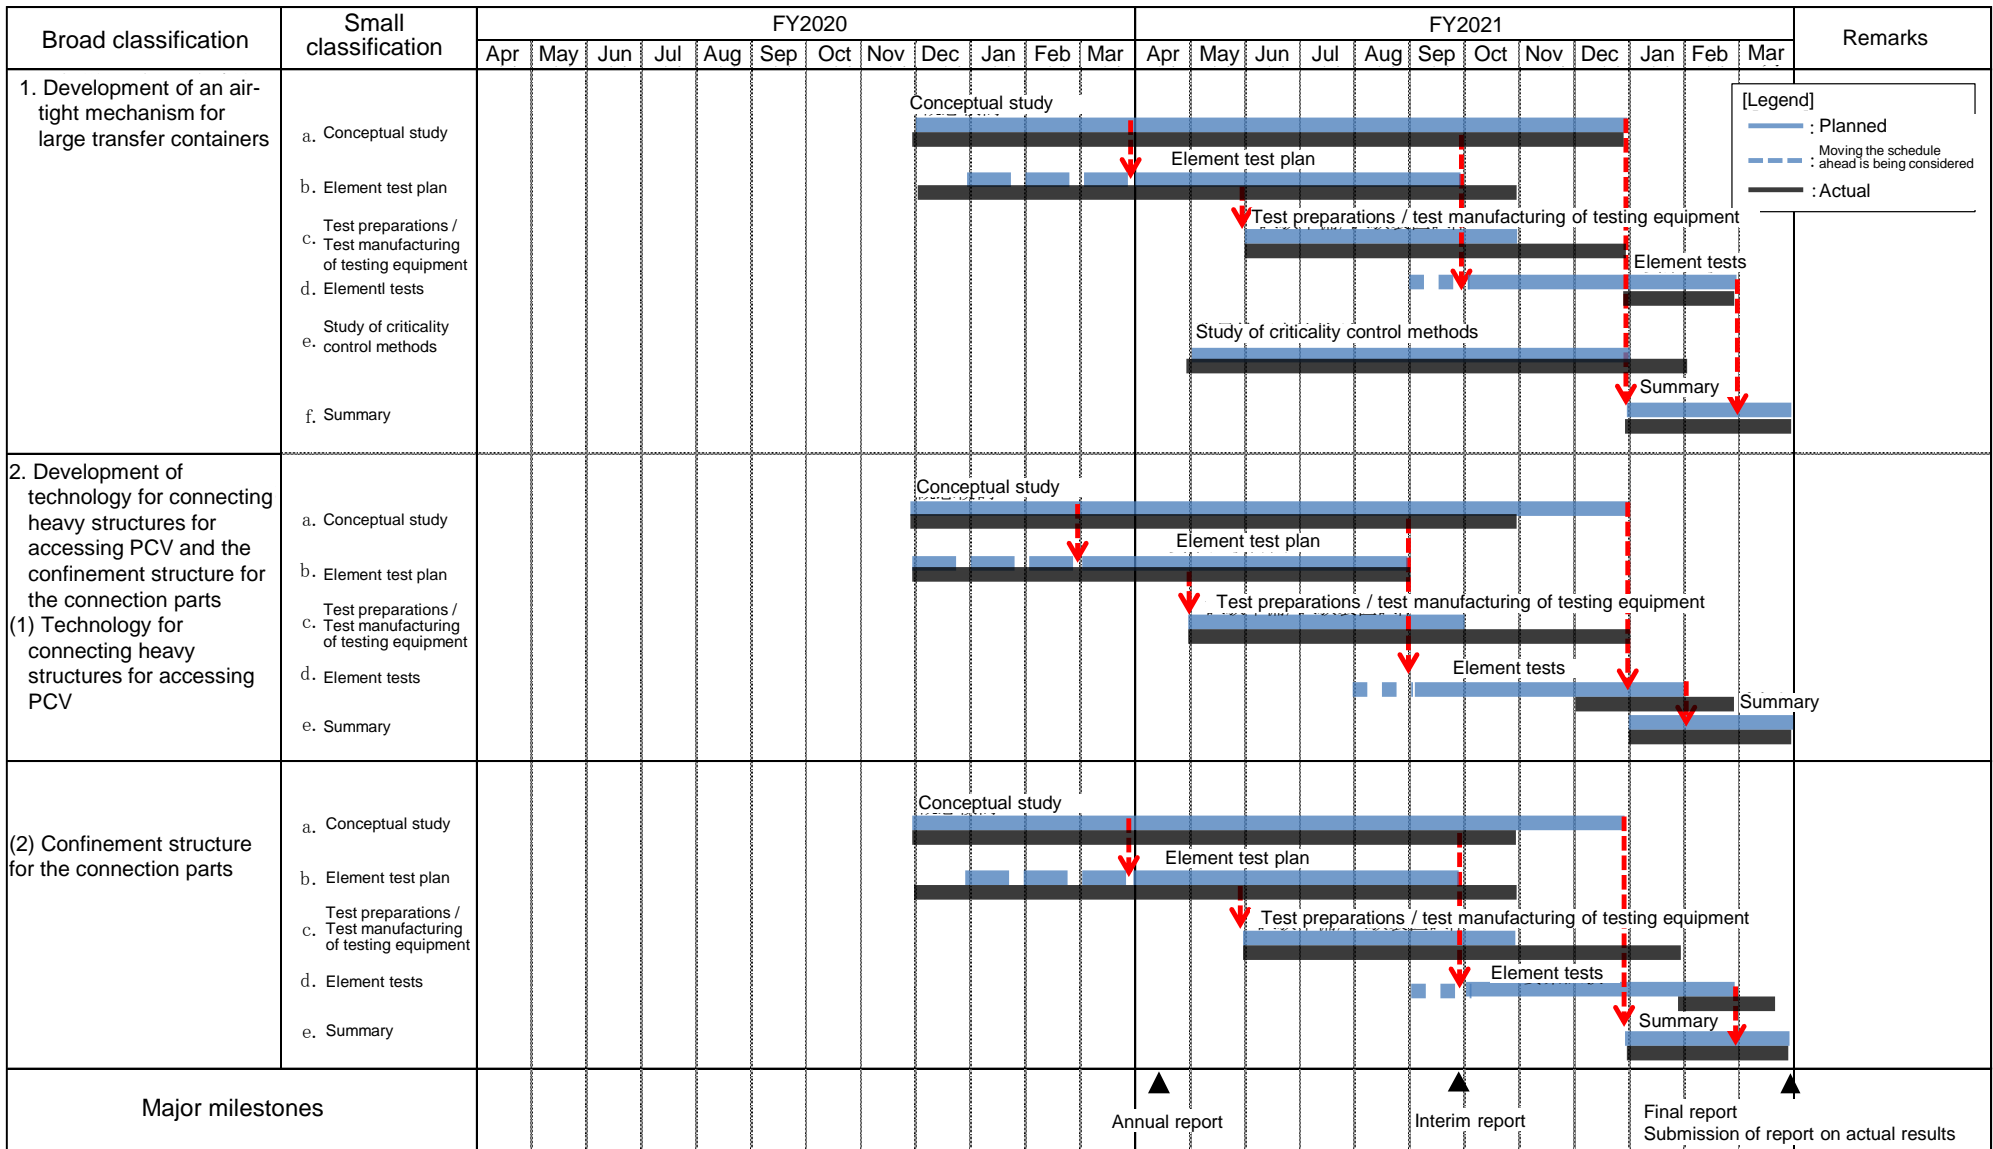 Broad classification
Small
classification
FY2020
FY2021
Remarks
Apr May Jun Jul Aug Sep Oct Nov Dec Jan Feb Mar Apr May Jun Jul Aug Sep Oct Nov Dec Jan Feb Mar
1. Development of an air-
tight mechanism for
large transfer containers
a. Conceptual study
b. Element test plan
c. Test preparations /
Test manufacturing
of testing equipment
d. Elementl tests
e. Study of criticality
control methods
f. Summary
Conceptual study
Element test plan
Test preparations / test manufacturing of testing equipment
Element tests
Study of criticality control methods
Summary
[Legend]
: Planned
: Moving the schedule
ahead is being considered
: Actual
2. Development of
technology for connecting
heavy structures for
accessing PCV and the
confinement structure for
the connection parts
(1) Technology for
connecting heavy
structures for accessing
PCV
a. Conceptual study
b. Element test plan
c. Test preparations /
Test manufacturing
of testing equipment
d. Element tests
e. Summary
Conceptual study
Element test plan
Test preparations / test manufacturing of testing equipment
Element tests
Summary
(2) Confinement structure
for the connection parts
a. Conceptual study
b. Element test plan
c. Test preparations /
Test manufacturing
of testing equipment
d. Element tests
e. Summary
Conceptual study
Element test plan
Test preparations / test manufacturing of testing equipment
Element tests
Summary
Major milestones
Annual report
Interim report
Final report
Submission of report on actual results